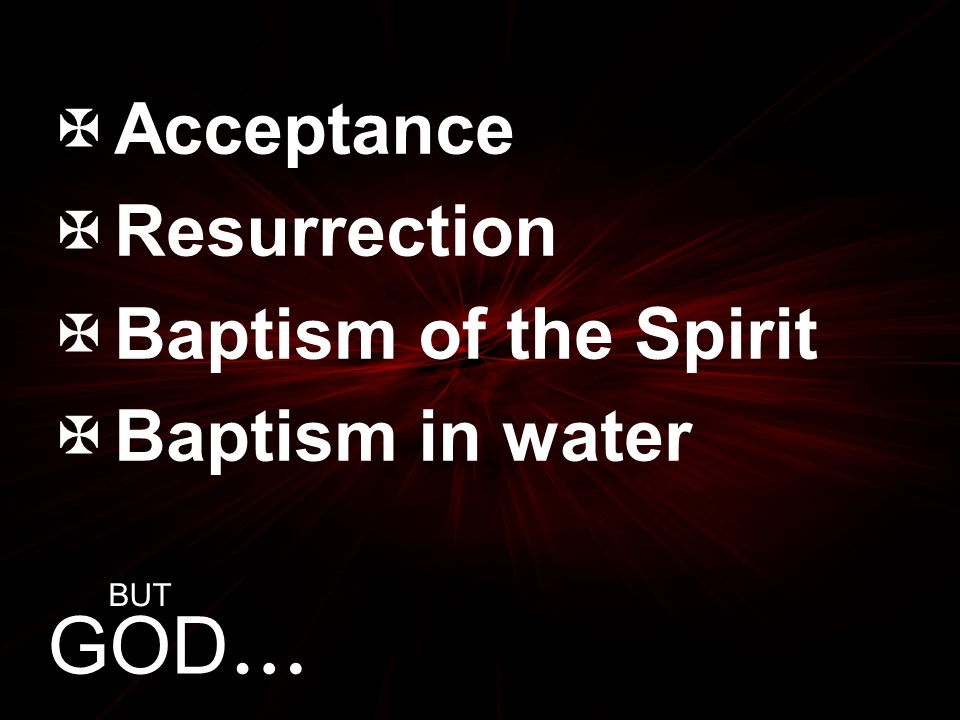 ✠ Acceptance
✠ Resurrection
✠ Baptism of the Spirit
✠ Baptism in water
BUT
GOD...